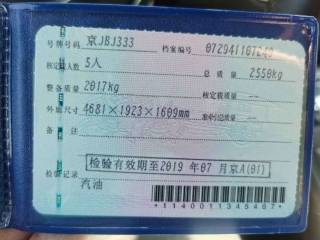 号牌号码 京JBJ333 档案编号
核定载人数 5人 总质量 2550kg
整备质量 2017kg 核定载质量 --
外廓尺寸 4681×1923×1609mm 准牵引总质量 --
备注 --
检验有效期至2019年07月京A(01)
检验记录
汽油
*1140011345467*